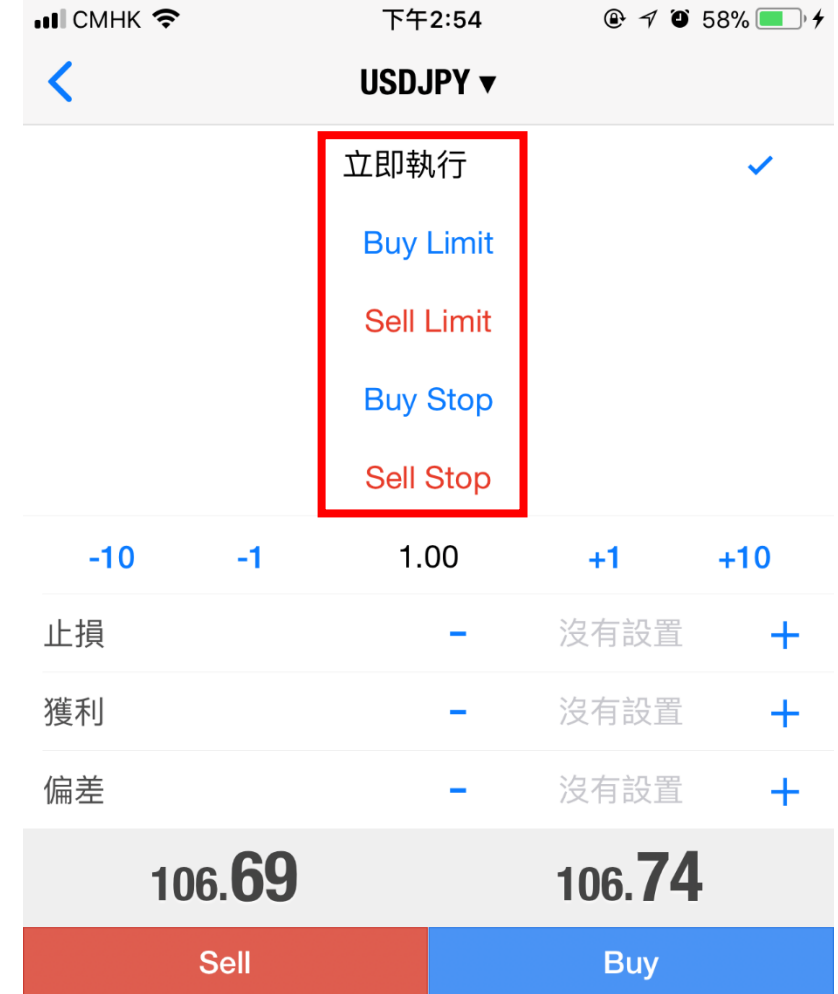 CMHK 下午2:54 58%
USDJPY ▼
立即執行
Buy Limit
Sell Limit
Buy Stop
Sell Stop
-10 -1 1.00 +1 +10
止損 - 沒有設置 +
獲利 - 沒有設置 +
偏差 - 沒有設置 +
106.69 106.74
Sell Buy